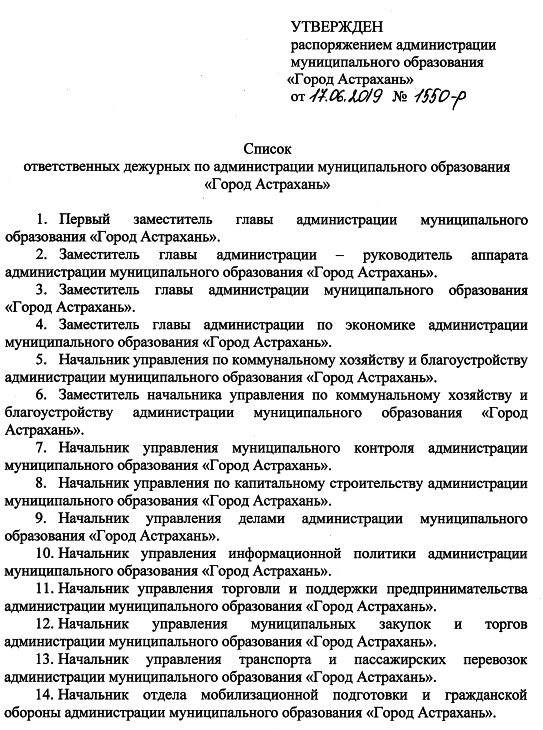 УТВЕРЖДЕН
распоряжением администрации
муниципального образования
«Город Астрахань»
от 17.06.2019 № 1550-р
Список
ответственных дежурных по администрации муниципального образования
«Город Астрахань»
1. Первый заместитель главы администрации муниципального
образования «Город Астрахань».
2. Заместитель главы администрации – руководитель аппарата
администрации муниципального образования «Город Астрахань».
3. Заместитель главы администрации муниципального образования
«Город Астрахань».
4. Заместитель главы администрации по экономике администрации
муниципального образования «Город Астрахань».
5. Начальник управления по коммунальному хозяйству и благоустройству
администрации муниципального образования «Город Астрахань».
6. Заместитель начальника управления по коммунальному хозяйству и
благоустройству администрации муниципального образования «Город
Астрахань».
7. Начальник управления муниципального контроля администрации
муниципального образования «Город Астрахань».
8. Начальник управления по капитальному строительству администрации
муниципального образования «Город Астрахань».
9. Начальник управления делами администрации муниципального
образования «Город Астрахань».
10. Начальник управления информационной политики администрации
муниципального образования «Город Астрахань».
11. Начальник управления торговли и поддержки предпринимательства
администрации муниципального образования «Город Астрахань».
12. Начальник управления муниципальных закупок и торгов
администрации муниципального образования «Город Астрахань».
13. Начальник управления транспорта и пассажирских перевозок
администрации муниципального образования «Город Астрахань».
14. Начальник отдела мобилизационной подготовки и гражданской
обороны администрации муниципального образования «Город Астрахань».